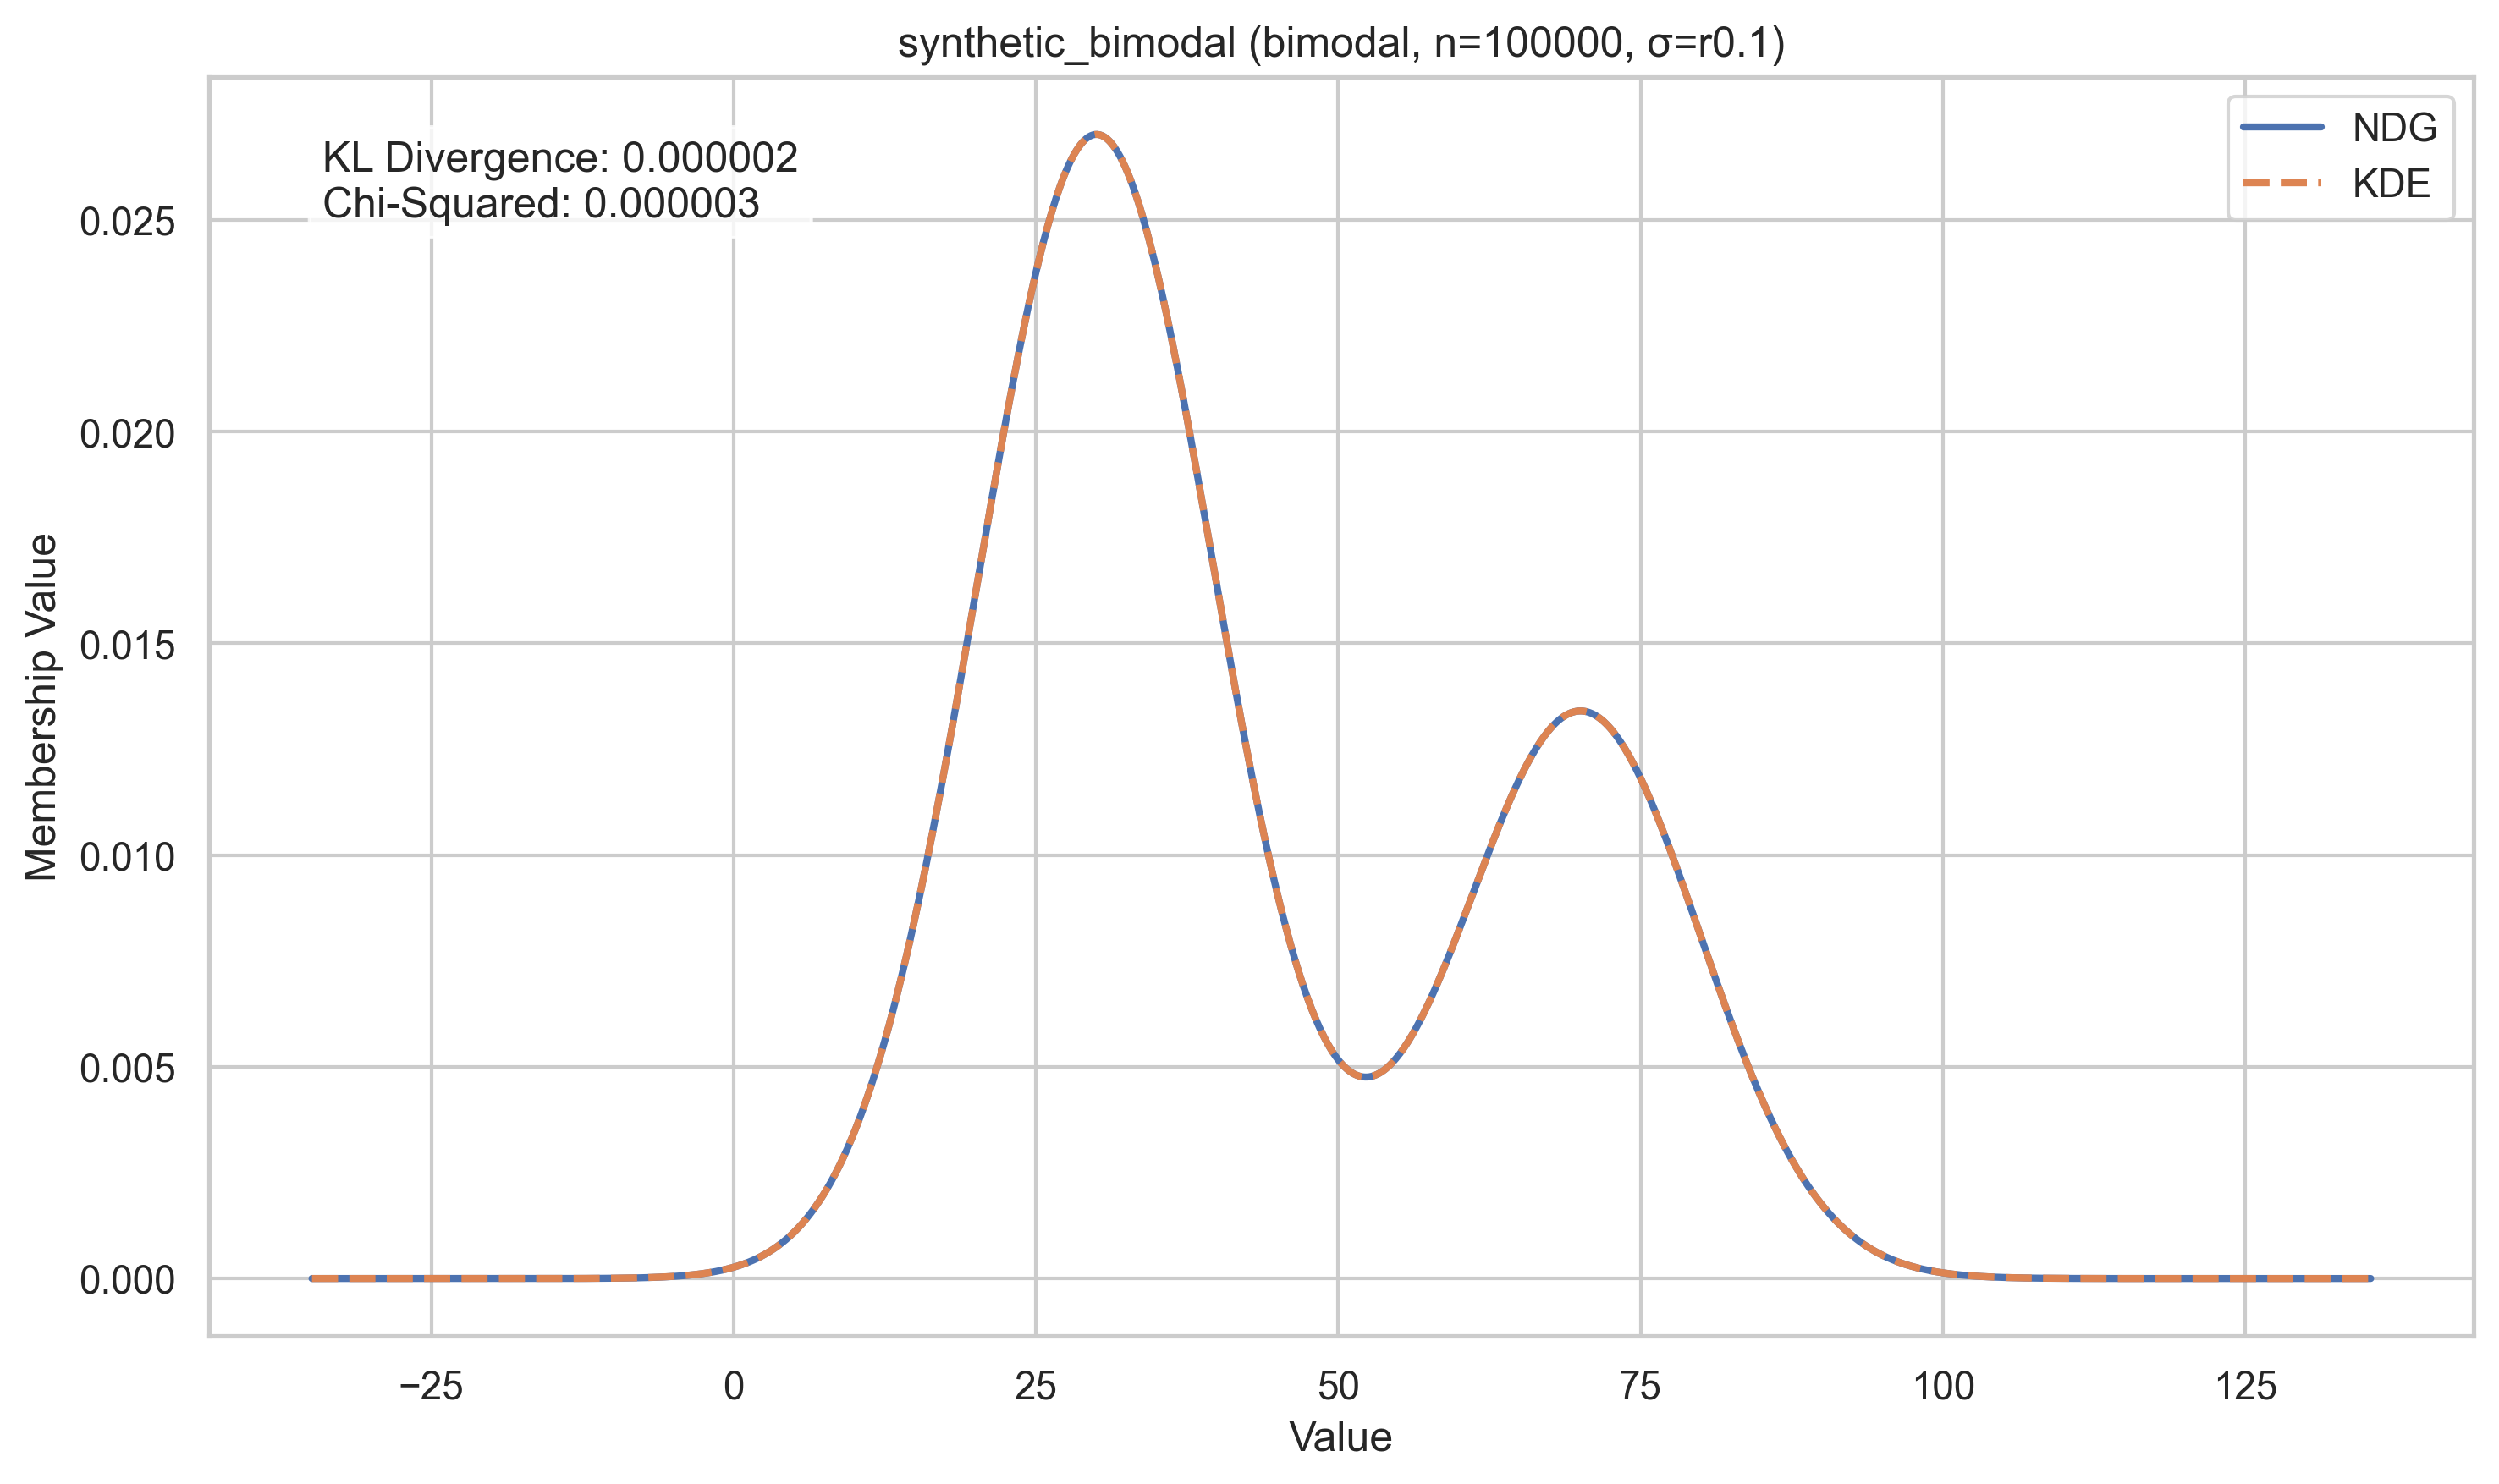 synthetic_bimodal (bimodal, n=100000, σ=r0.1)
KL Divergence: 0.000002
Chi-Squared: 0.000003
NDG
KDE
0.025
0.020
0.015
0.010
0.005
0.000
Membership Value
−25
0
25
50
75
100
125
Value